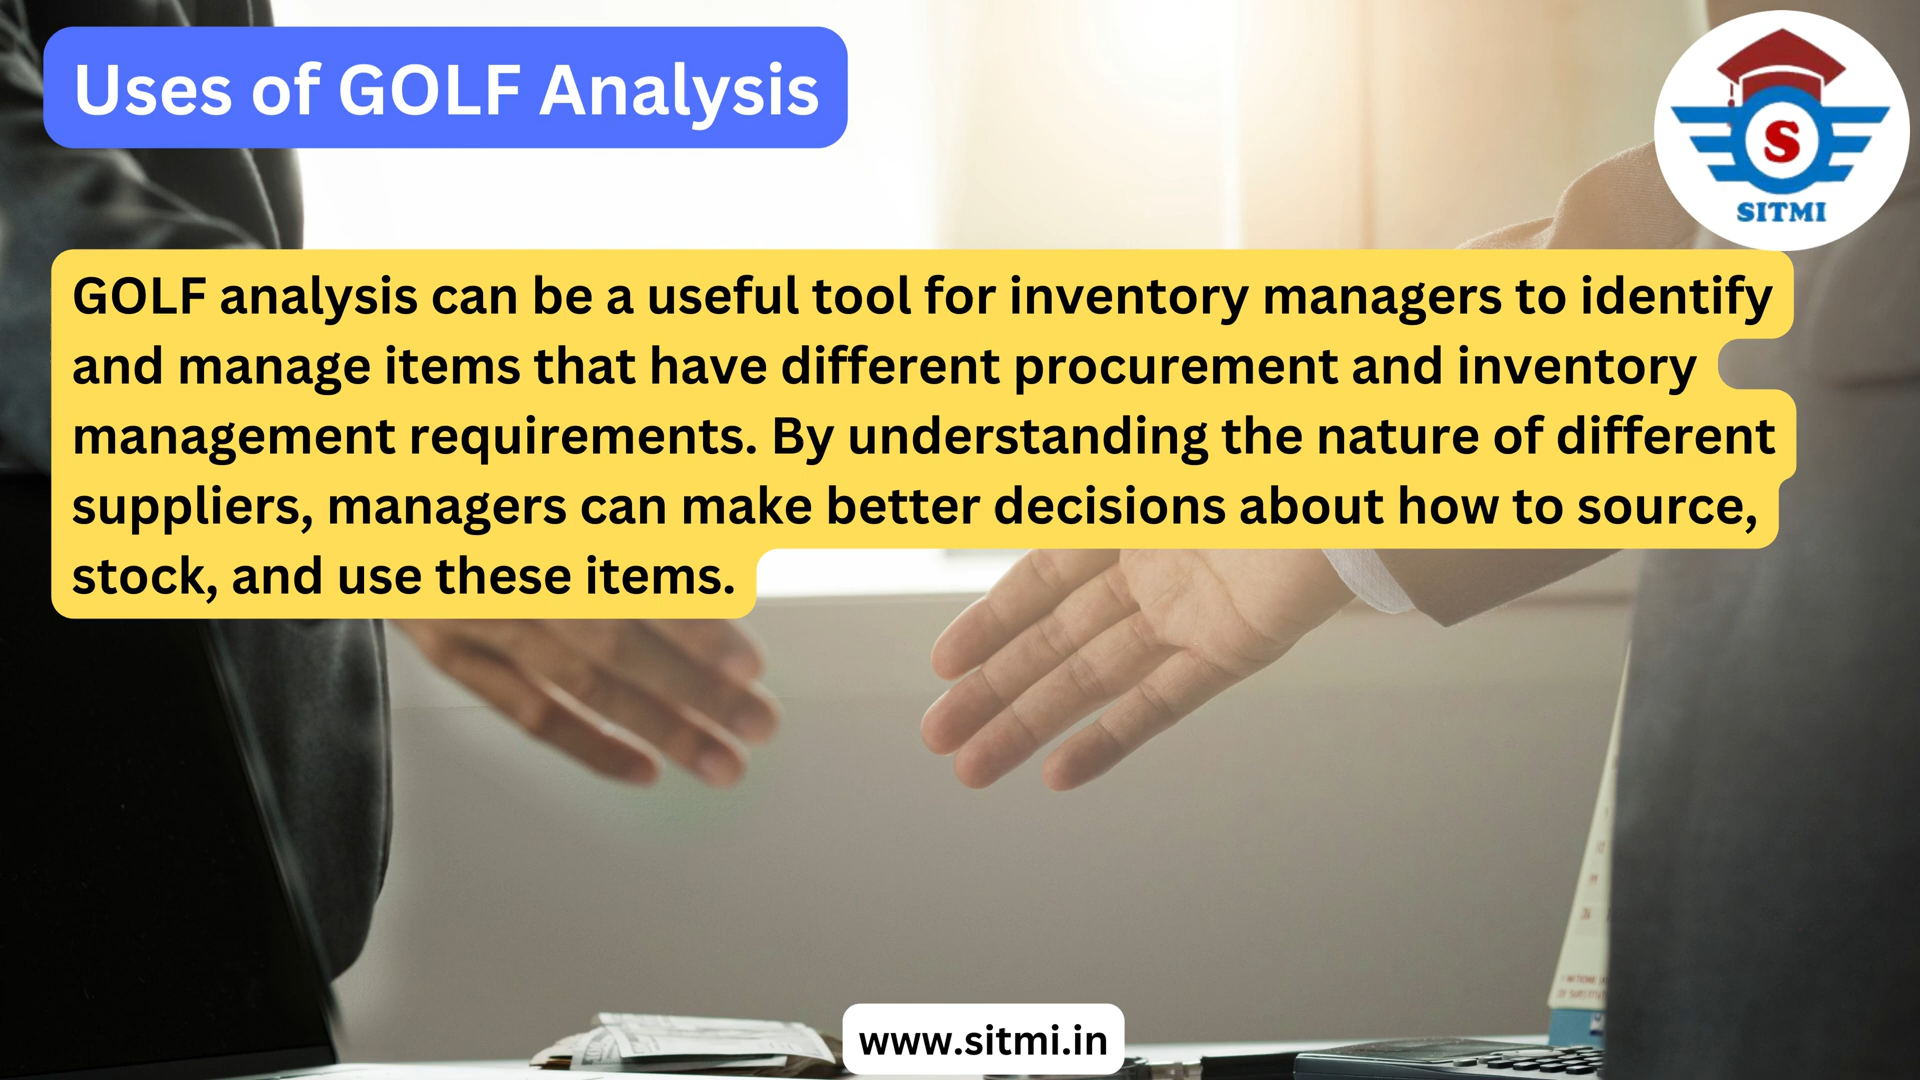 Uses of GOLF Analysis
S
SITMI
GOLF analysis can be a useful tool for inventory managers to identify
and manage items that have different procurement and inventory
management requirements. By understanding the nature of different
suppliers, managers can make better decisions about how to source,
stock, and use these items.
www.sitmi.in